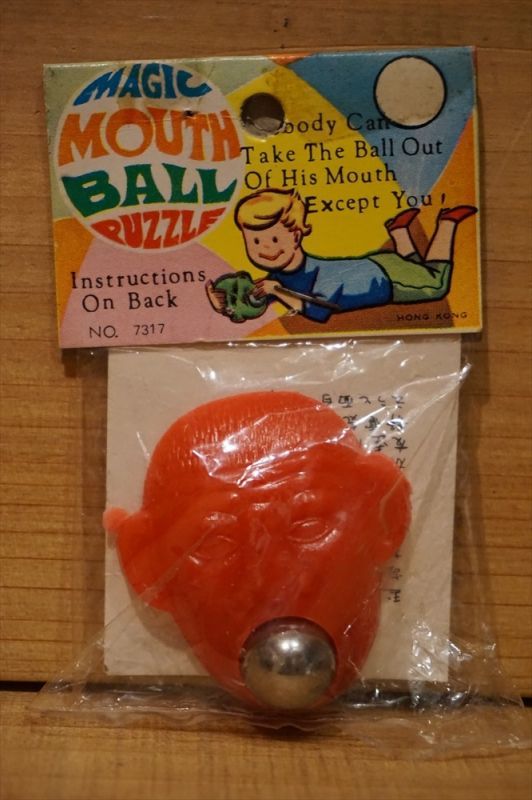 MAGIC
MOUTH
BALL
PUZZLE
body Can
Take The Ball Out
Of His Mouth
Except You!
Instructions
On Back
NO. 7317
HONG KONG